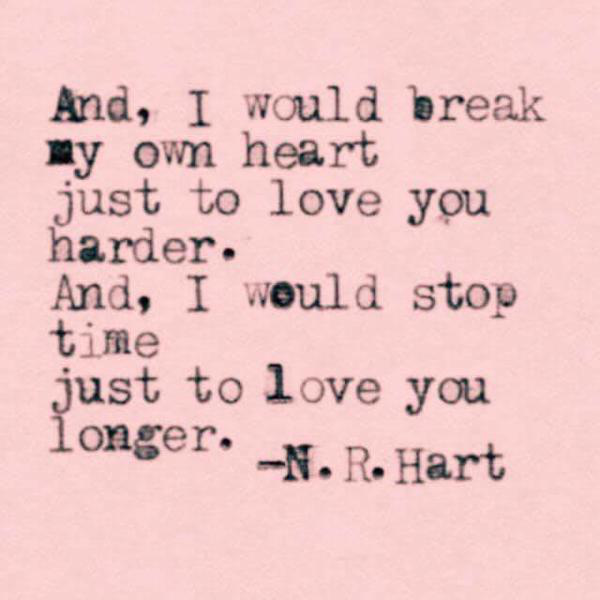 And, I would break
my own heart
just to love you
harder.
And, I would stop
time
just to love you
longer.
-N.R.Hart